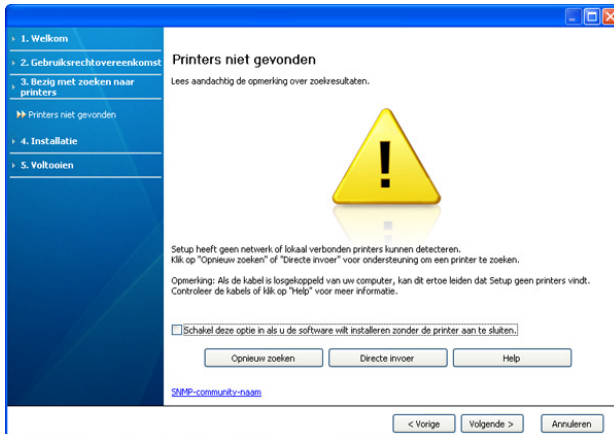 1. Welkom
2. Gebruiksrechtovereenkomst
3. Bezig met zoeken naar
printers
Printers niet gevonden
4. Installatie
5. Voltooien
Printers niet gevonden
Lees aandachtig de opmerking over zoekresultaten.
Setup heeft geen netwerk of lokaal verbonden printers kunnen detecteren.
Klik op "Opnieuw zoeken" of "Directe invoer" voor ondersteuning om een printer te zoeken.
Opmerking: Als de kabel is losgekoppeld van uw computer, kan dit ertoe leiden dat Setup geen printers vindt.
Controleer de kabels of klik op "Help" voor meer informatie.
Schakel deze optie in als u de software wilt installeren zonder de printer aan te sluiten.
Opnieuw zoeken
Directe invoer
Help
SNMP-community-naam
< Vorige
Volgende >
Annuleren